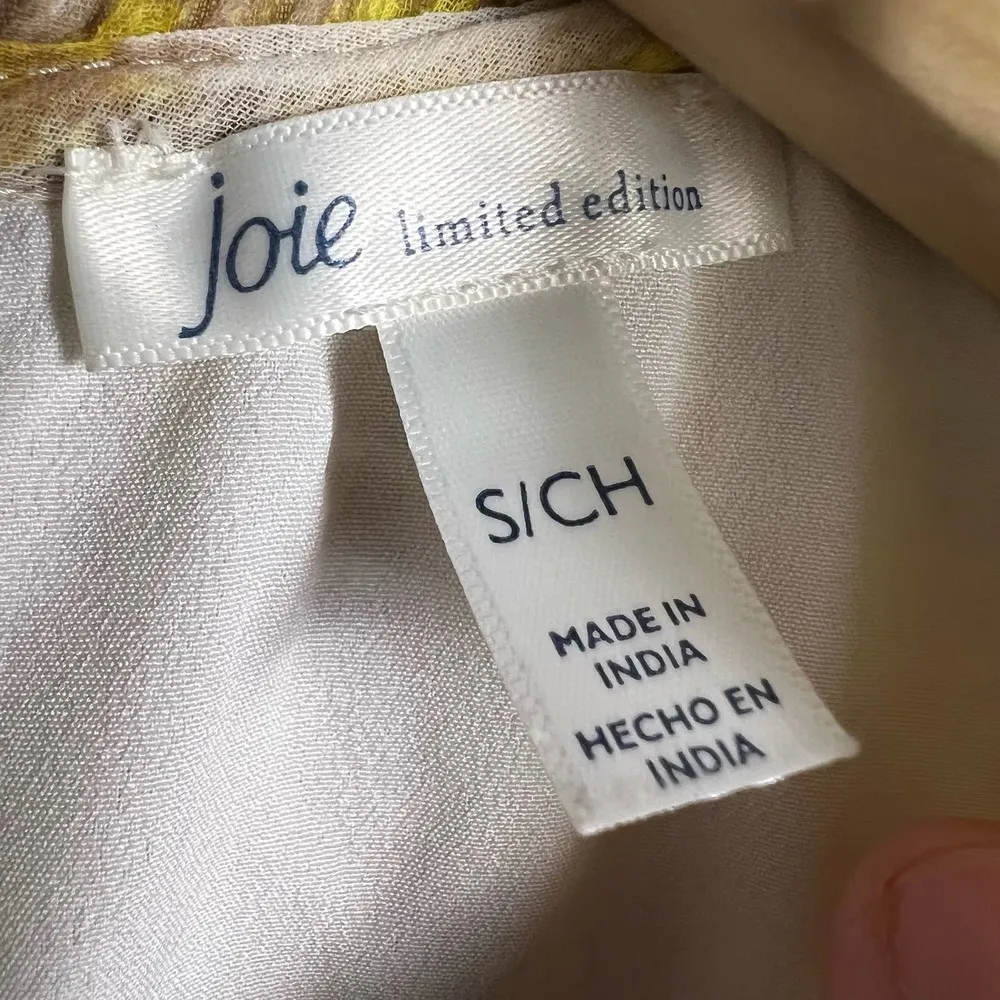 joie limited edition
S/CH
MADE IN
INDIA
HECHO EN
INDIA